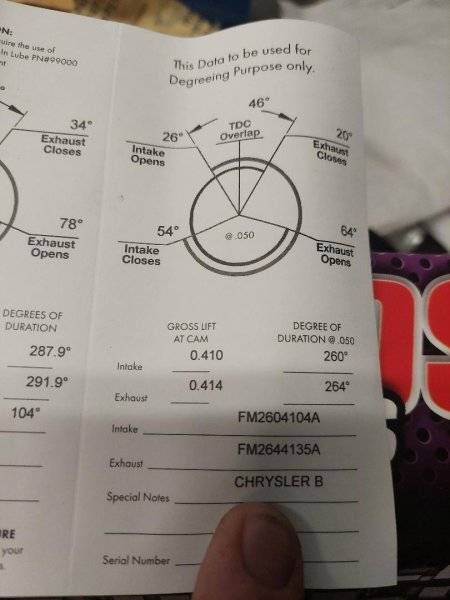 N:
uire the use of
ln Lube PN#99000
nt
34°
Exhaust
Closes
78°
Exhaust
Opens
DEGREES OF
DURATION
287.9°
291.9°
104°
RE
your
s.
This Data to be used for
Degreeing Purpose only.
46°
TDC
Overlap
26°
Intake
Opens
20°
Exhaust
Closes
54°
Intake
Closes
@ .050
64°
Exhaust
Opens
GROSS LIFT
AT CAM
DEGREE OF
DURATION @ .050
Intake 0.410 260°
Exhaust 0.414 264°
Intake FM2604104A
Exhaust FM2644135A
Special Notes CHRYSLER B
Serial Number